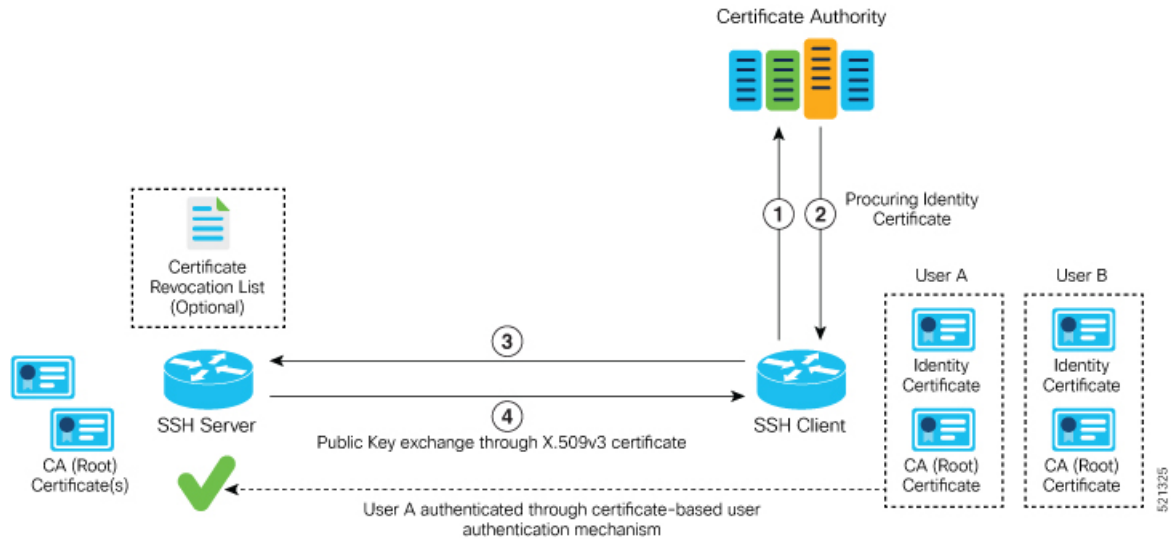 Certificate Authority
1
2
Procuring Identity
Certificate
Certificate
Revocation List
(Optional)
User A
User B
3
Identity
Certificate
Identity
Certificate
SSH Server
4
SSH Client
Public Key exchange through X.509v3 certificate
CA (Root)
Certificate(s)
CA (Root)
Certificate
CA (Root)
Certificate
User A authenticated through certificate-based user
authentication mechanism
521325